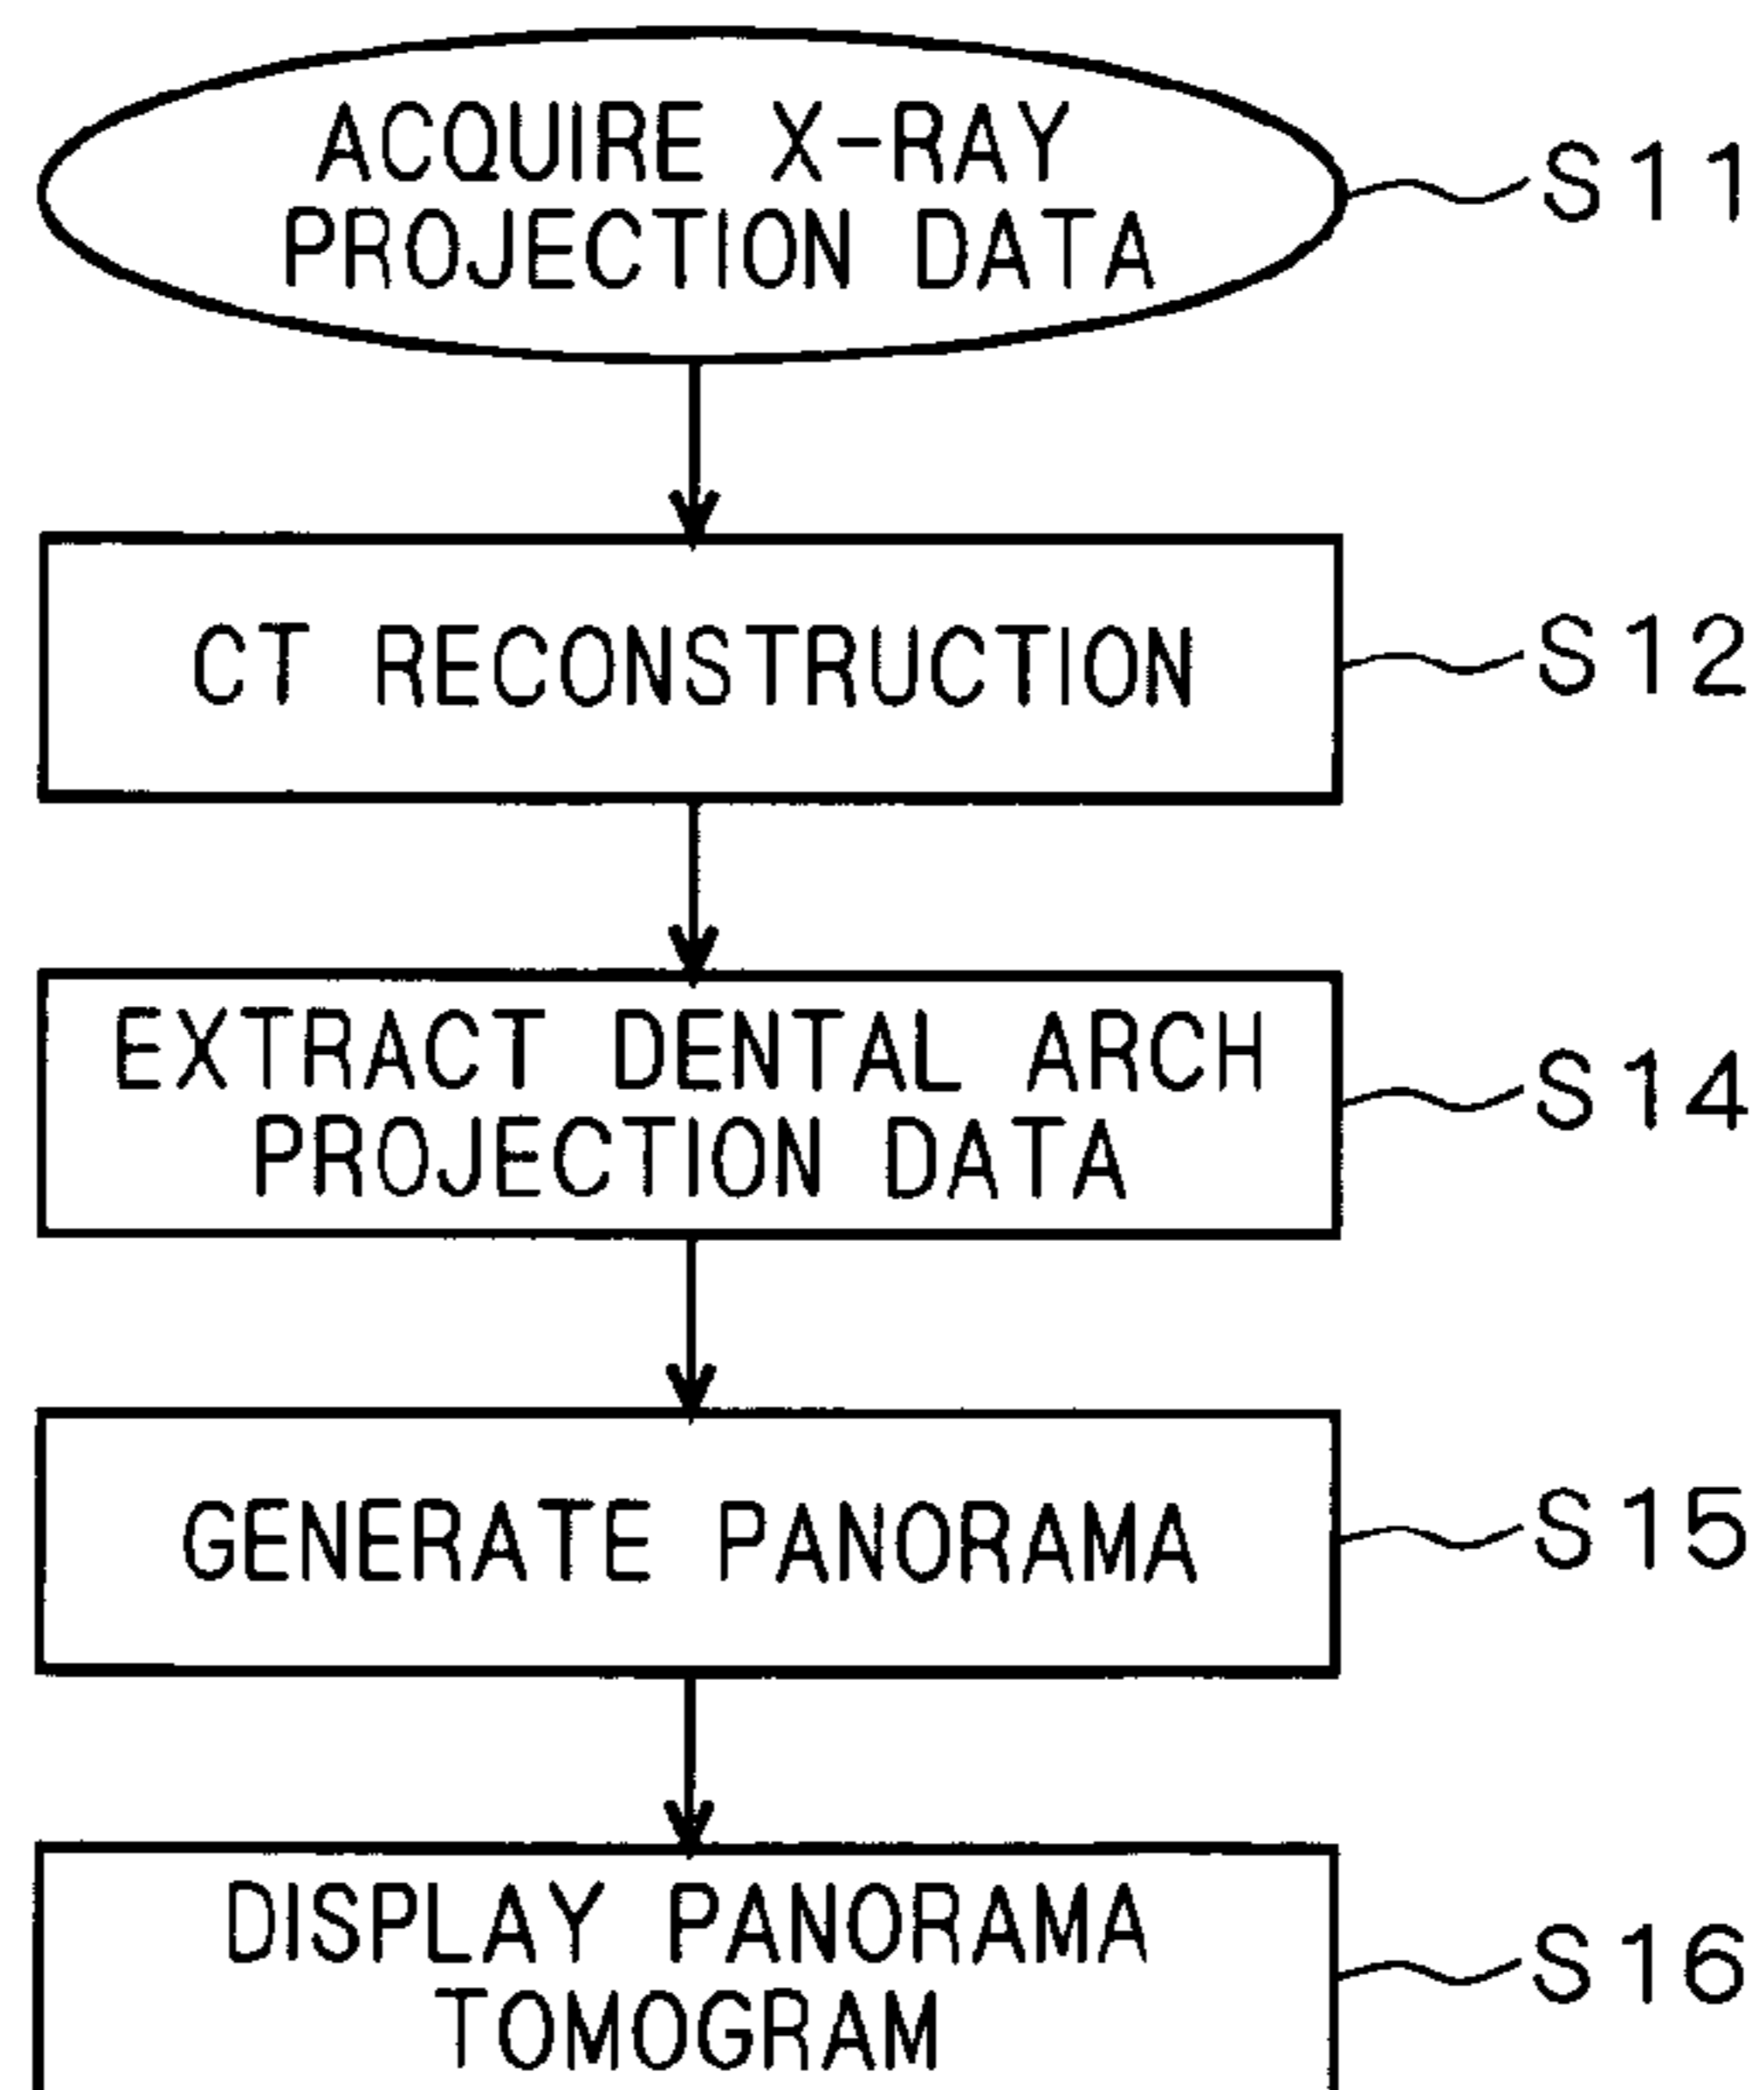 ACQUIRE X-RAY
PROJECTION DATA
S11
CT RECONSTRUCTION
S12
EXTRACT DENTAL ARCH
PROJECTION DATA
S14
GENERATE PANORAMA
S15
DISPLAY PANORAMA
TOMOGRAM
S16